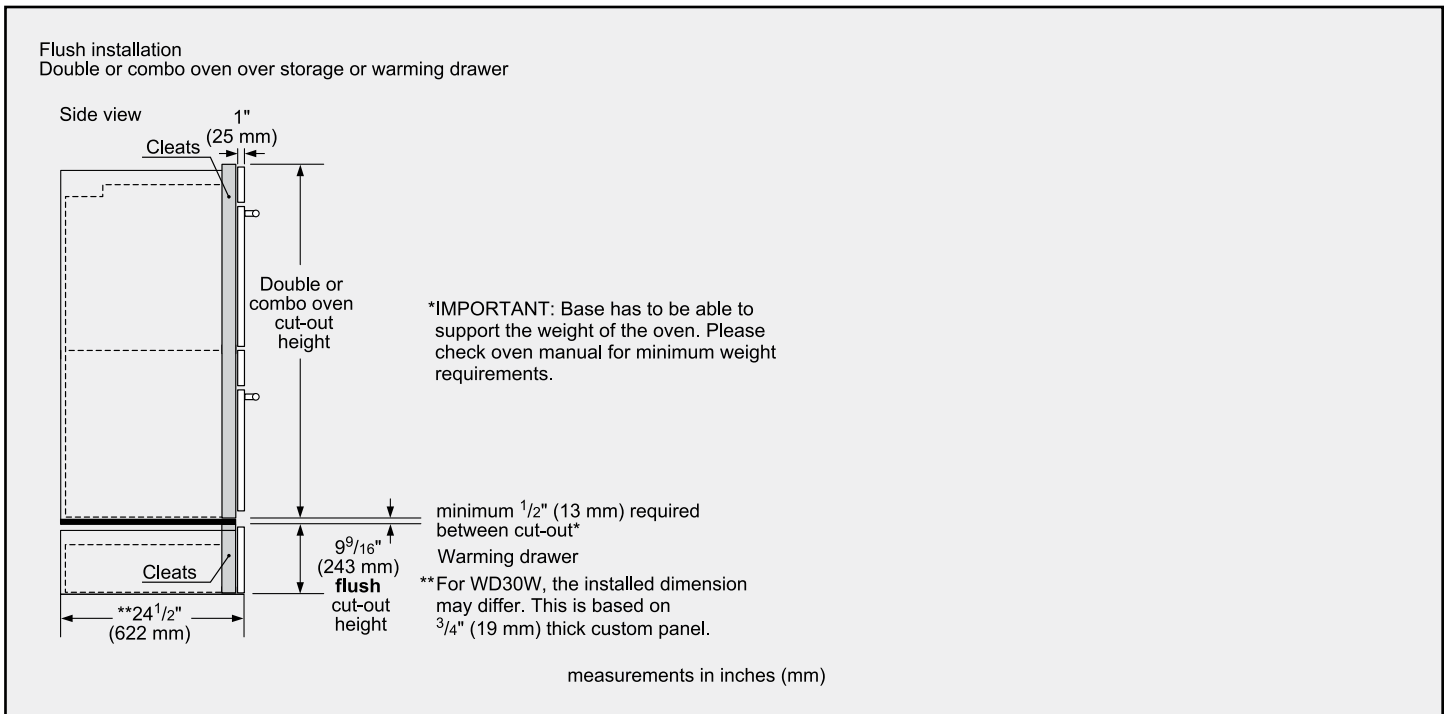 Flush installation
Double or combo oven over storage or warming drawer
Side view
1"
(25 mm)
Cleats
Double or
combo oven
cut-out
height
*IMPORTANT: Base has to be able to
support the weight of the oven. Please
check oven manual for minimum weight
requirements.
minimum 1/2" (13 mm) required
between cut-out*
Warming drawer
9 9/16"
(243 mm)
flush
cut-out
height
Cleats
**24 1/2"
(622 mm)
**For WD30W, the installed dimension
may differ. This is based on
3/4" (19 mm) thick custom panel.
measurements in inches (mm)